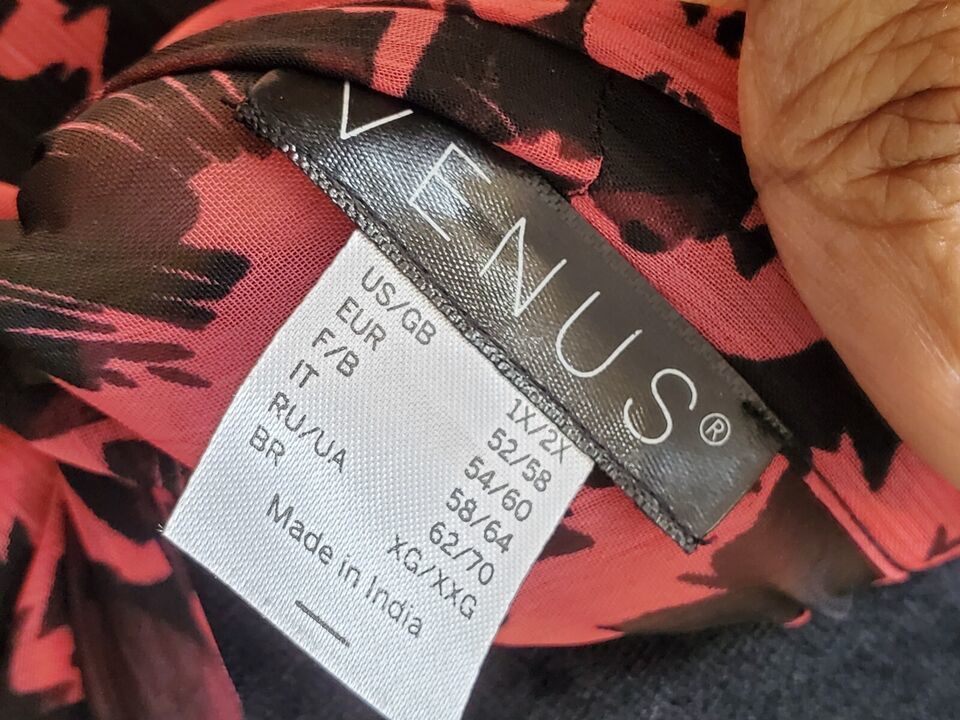 VENUS®
US/GB 1X/2X
EUR 52/58
F/B 54/60
IT 58/64
RU/UA 62/70
BR XG/XXG
Made in India